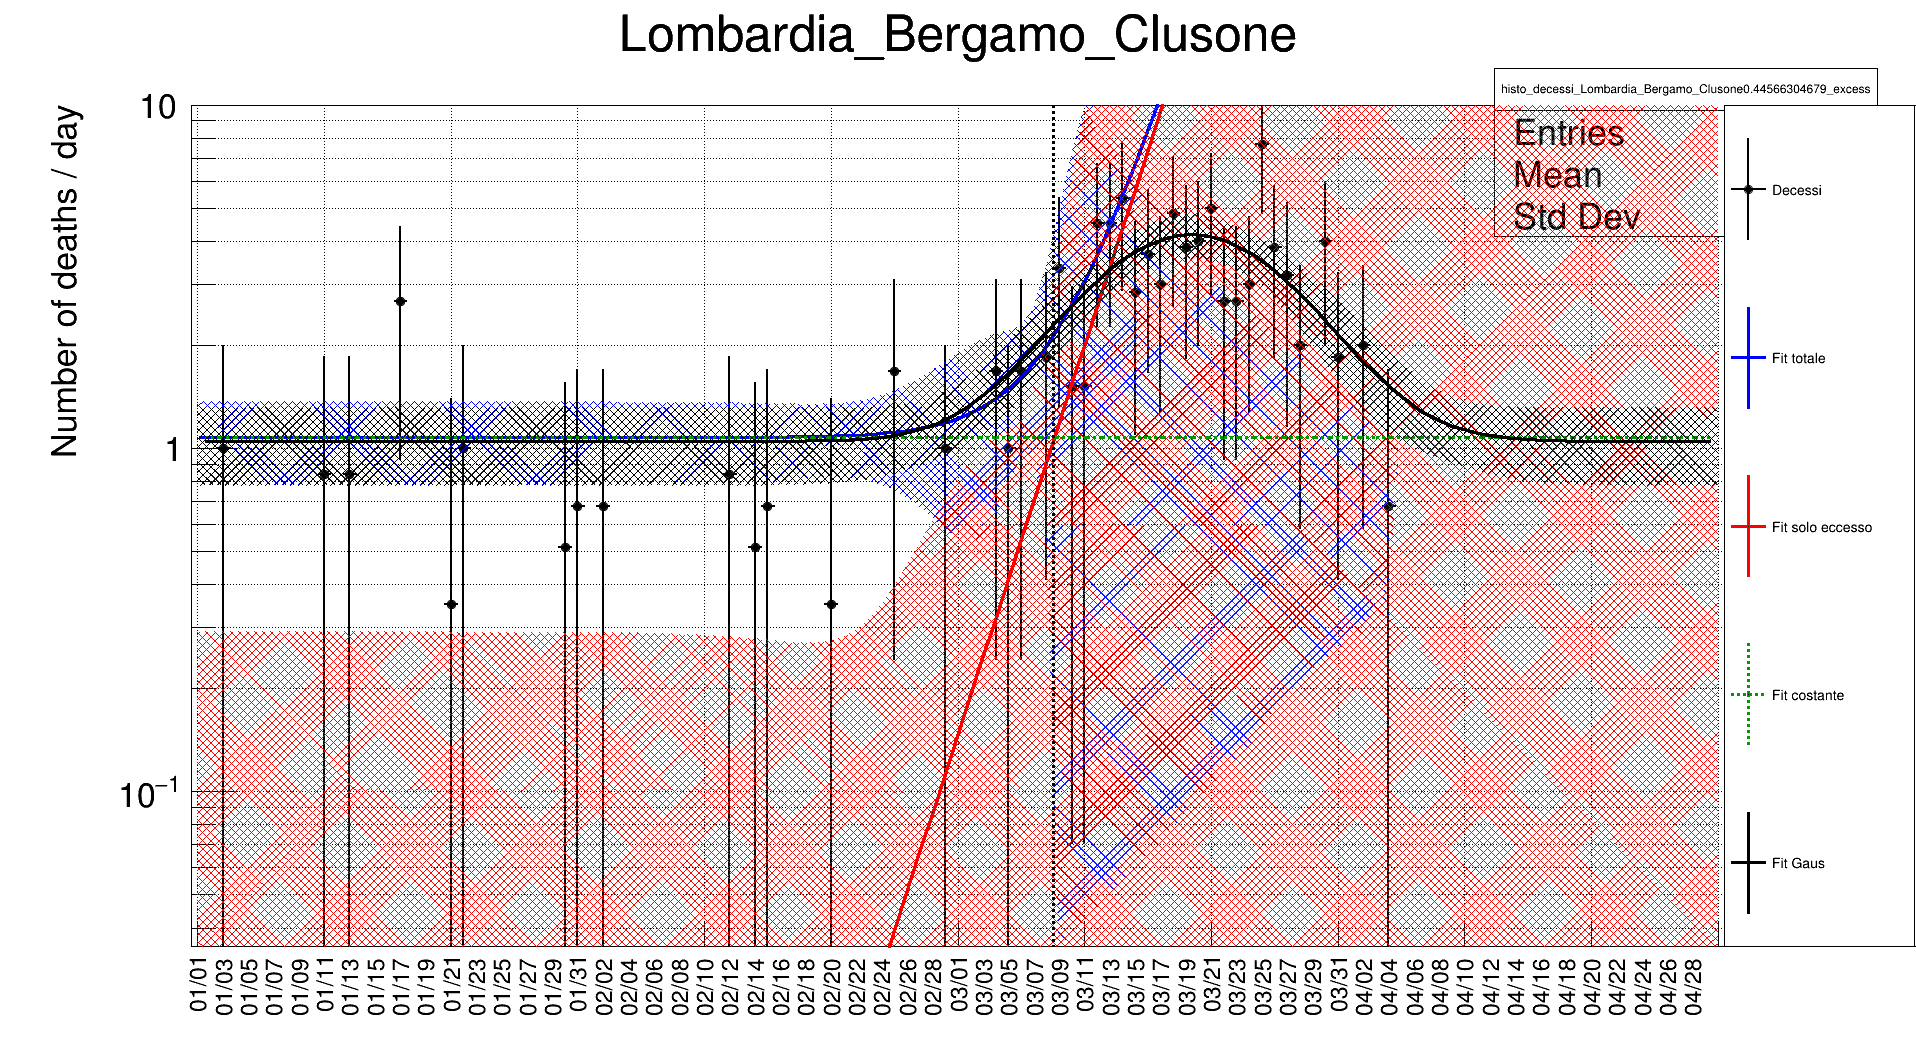 Lombardia_Bergamo_Clusone
histo_decessi_Lombardia_Bergamo_Clusone0.44566304679_excess
Entries
Mean
Std Dev
Number of deaths / day
10
1
10⁻¹
Decessi
Fit totale
Fit solo eccesso
Fit costante
Fit Gaus
01/01 01/03 01/05 01/07 01/09 01/11 01/13 01/15 01/17 01/19 01/21 01/23 01/25 01/27 01/29 01/31 02/02 02/04 02/06 02/08 02/10 02/12 02/14 02/16 02/18 02/20 02/22 02/24 02/26 02/28 03/01 03/03 03/05 03/07 03/09 03/11 03/13 03/15 03/17 03/19 03/21 03/23 03/25 03/27 03/29 03/31 04/02 04/04 04/06 04/08 04/10 04/12 04/14 04/16 04/18 04/20 04/22 04/24 04/26 04/28